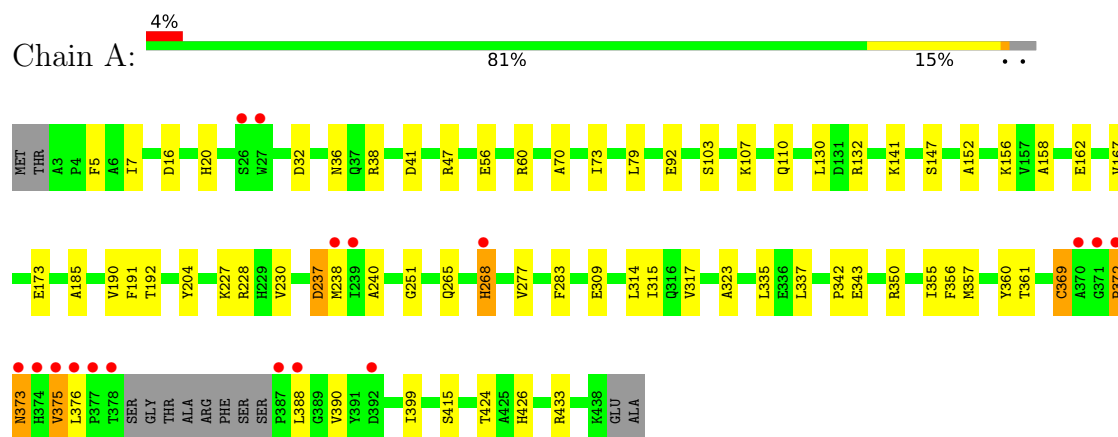 4%
Chain A:
81% 15% • •
MET THR A3 P4 F5 A6 I7 D16 H20 S26 W27 D32 N36 Q37 R38 D41 R47 E56 R60 A70 I73 L79 E92 S103 K107 Q110 L130 D131 R132 K141 S147 A152 K156 V157 A158 E162 V167
E173 A185 V190 F191 T192 Y204 K227 R228 H229 V230 D237 M238 I239 A240 G251 Q265 H268 V277 F283 E309 L314 I315 Q316 V317 A323 L335 E336 L337 P342 E343 R350 I355 F356 M357 Y360 T361 C369 A370 G371
N373 H374 V375 L376 P377 T378 SER GLY THR ALA ARG PHE SER SER P387 L388 G389 V390 Y391 D392 I399 S415 T424 A425 H426 R433 K438 GLU ALA